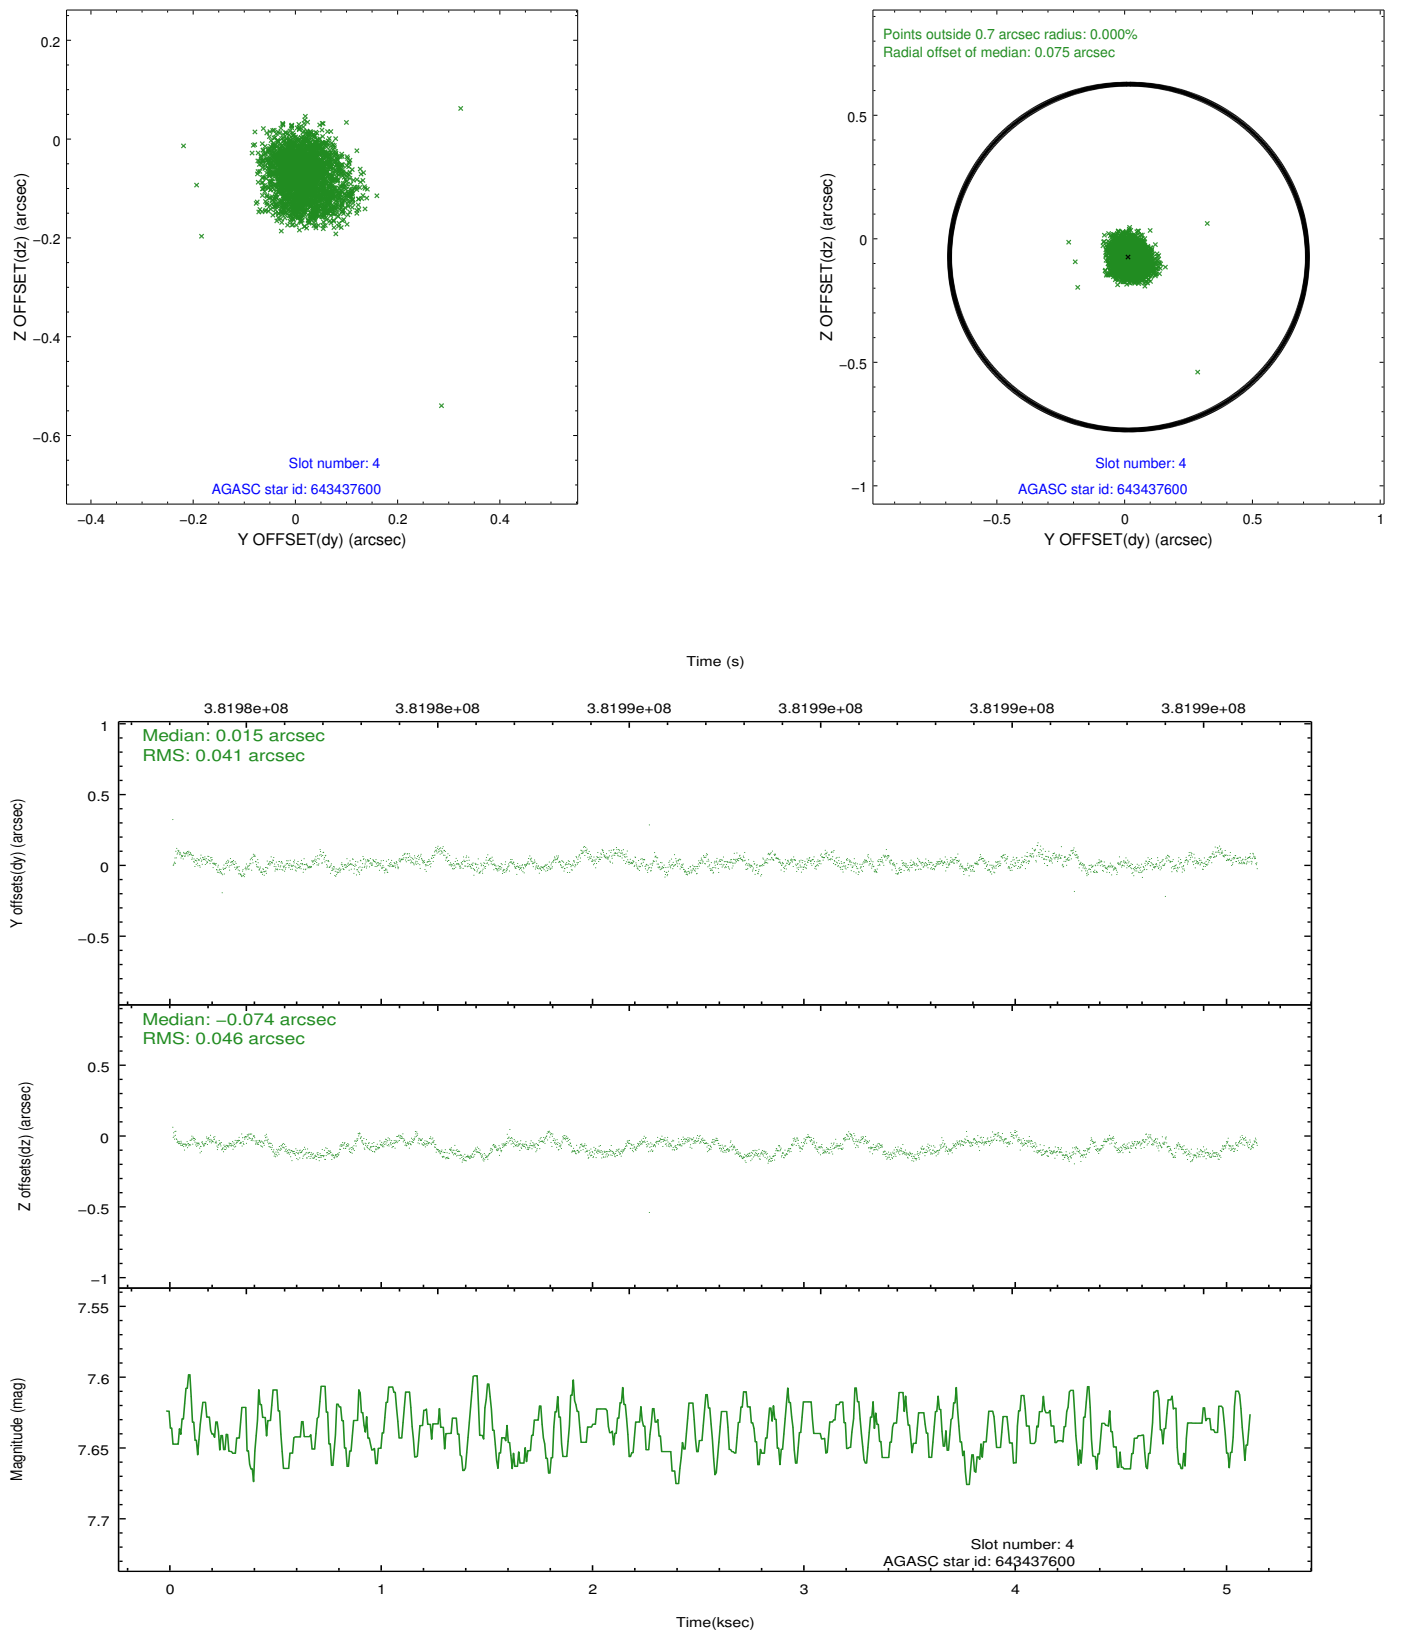 0.2
0
−0.2
−0.4
−0.6
Z OFFSET(dz) (arcsec)
Slot number: 4
AGASC star id: 643437600
−0.4
−0.2
0
0.2
0.4
Y OFFSET(dy) (arcsec)
Points outside 0.7 arcsec radius: 0.000%
Radial offset of median: 0.075 arcsec
0.5
0
−0.5
−1
Z OFFSET(dz) (arcsec)
Slot number: 4
AGASC star id: 643437600
−0.5
0
0.5
1
Y OFFSET(dy) (arcsec)
Time (s)
3.8198e+08
3.8198e+08
3.8199e+08
3.8199e+08
3.8199e+08
3.8199e+08
Median: 0.015 arcsec
RMS: 0.041 arcsec
1
0.5
0
−0.5
Y offsets(dy) (arcsec)
Median: −0.074 arcsec
RMS: 0.046 arcsec
0.5
0
−0.5
−1
Z offsets(dz) (arcsec)
7.55
7.6
7.65
7.7
Magnitude (mag)
Slot number: 4
AGASC star id: 643437600
0
1
2
3
4
5
Time(ksec)